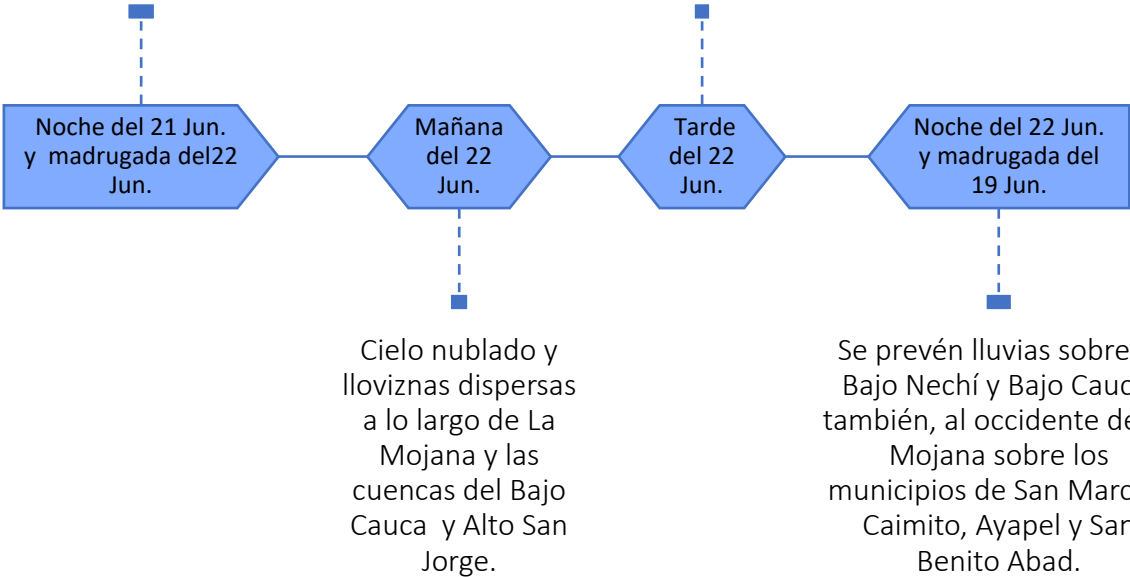 Noche del 21 Jun.
y madrugada del22
Jun.
Mañana
del 22
Jun.
Tarde
del 22
Jun.
Noche del 22 Jun.
y madrugada del
19 Jun.
Cielo nublado y
lloviznas dispersas
a lo largo de La
Mojana y las
cuencas del Bajo
Cauca y Alto San
Jorge.
Se prevén lluvias sobre
Bajo Nechí y Bajo
también, al occidente
Mojana sobre los
municipios de San
Caimito, Ayapel y San
Benito Abad.